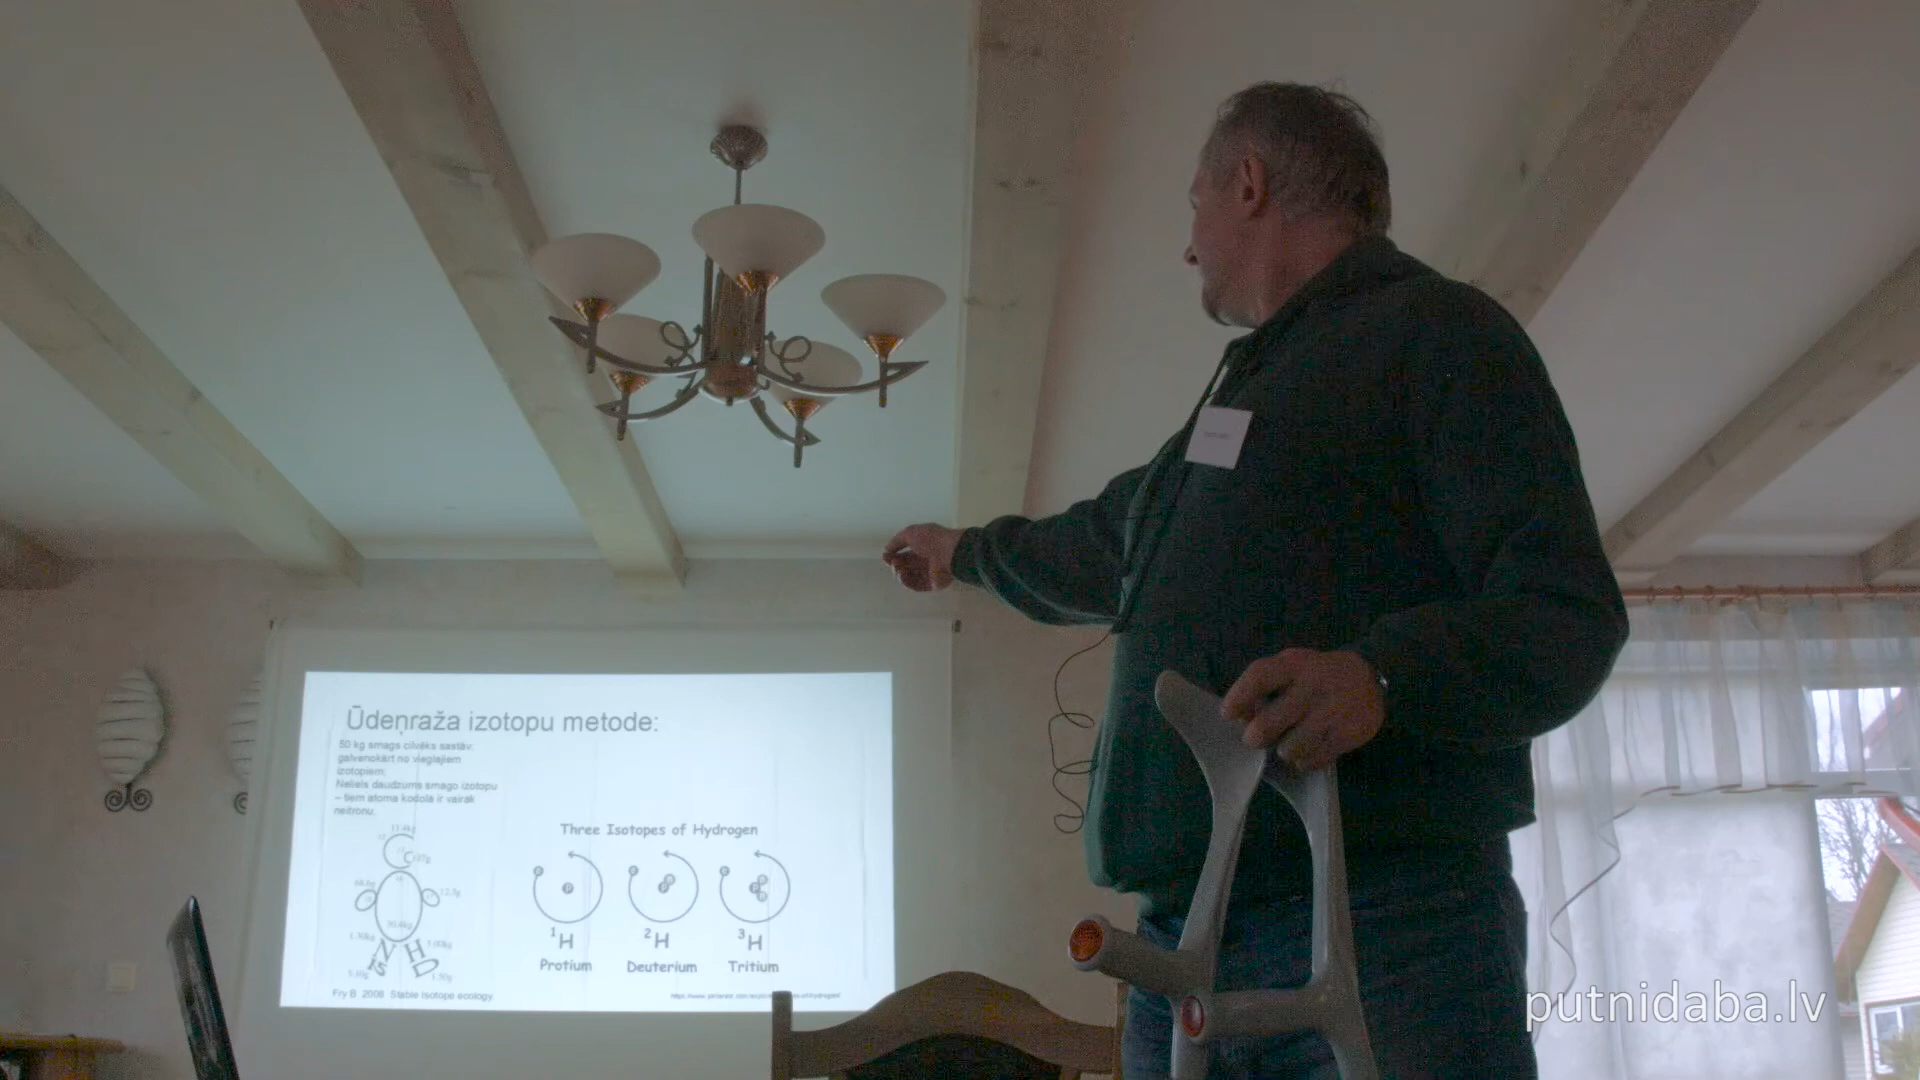 Ūdeņraža izotopu metode:
50 kg smags cilvēks sastāv:
galvenokārt no vieglajiem
izotopiem;
Neliels daudzums smago izotopu
– tiem atoma kodolā ir vairāk
neitronu.
Three Isotopes of Hydrogen
P
P
P
¹H
²H
³H
Protium
Deuterium
Tritium
C
N
H
D
Fry B 2006 Stable isotope ecology
putnidaba.lv